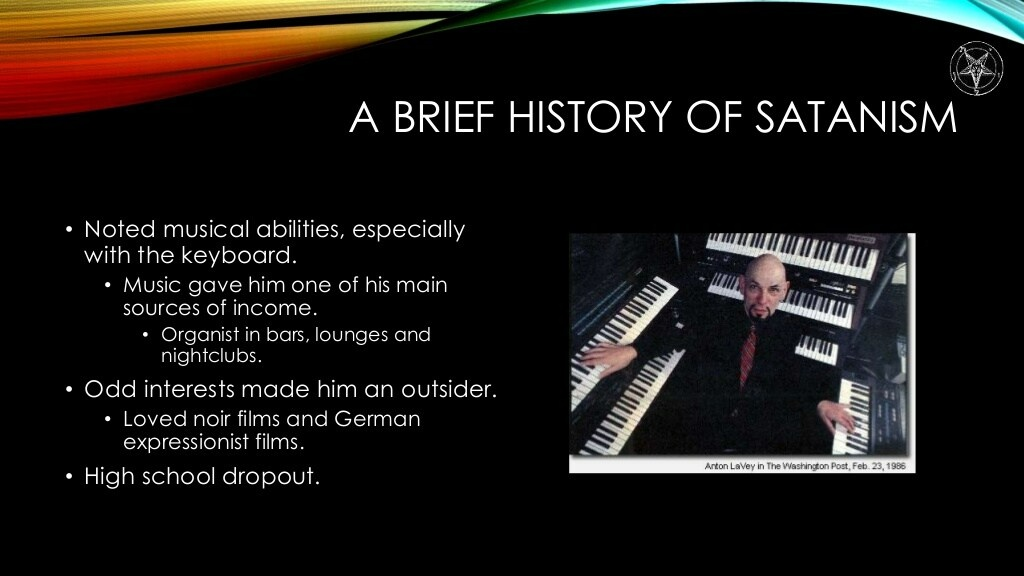 A BRIEF HISTORY OF SATANISM
• Noted musical abilities, especially
with the keyboard.
• Music gave him one of his main
sources of income.
• Organist in bars, lounges and
nightclubs.
• Odd interests made him an outsider.
• Loved noir films and German
expressionist films.
• High school dropout.
Anton LaVey in The Washington Post, Feb. 23, 1986